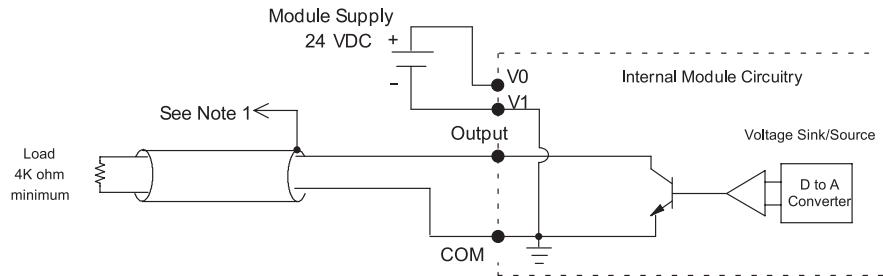 Module Supply
24 VDC
+
–
V0
V1
Internal Module Circuitry
See Note 1
Output
Voltage Sink/Source
Load
4K ohm
minimum
D to A
Converter
COM